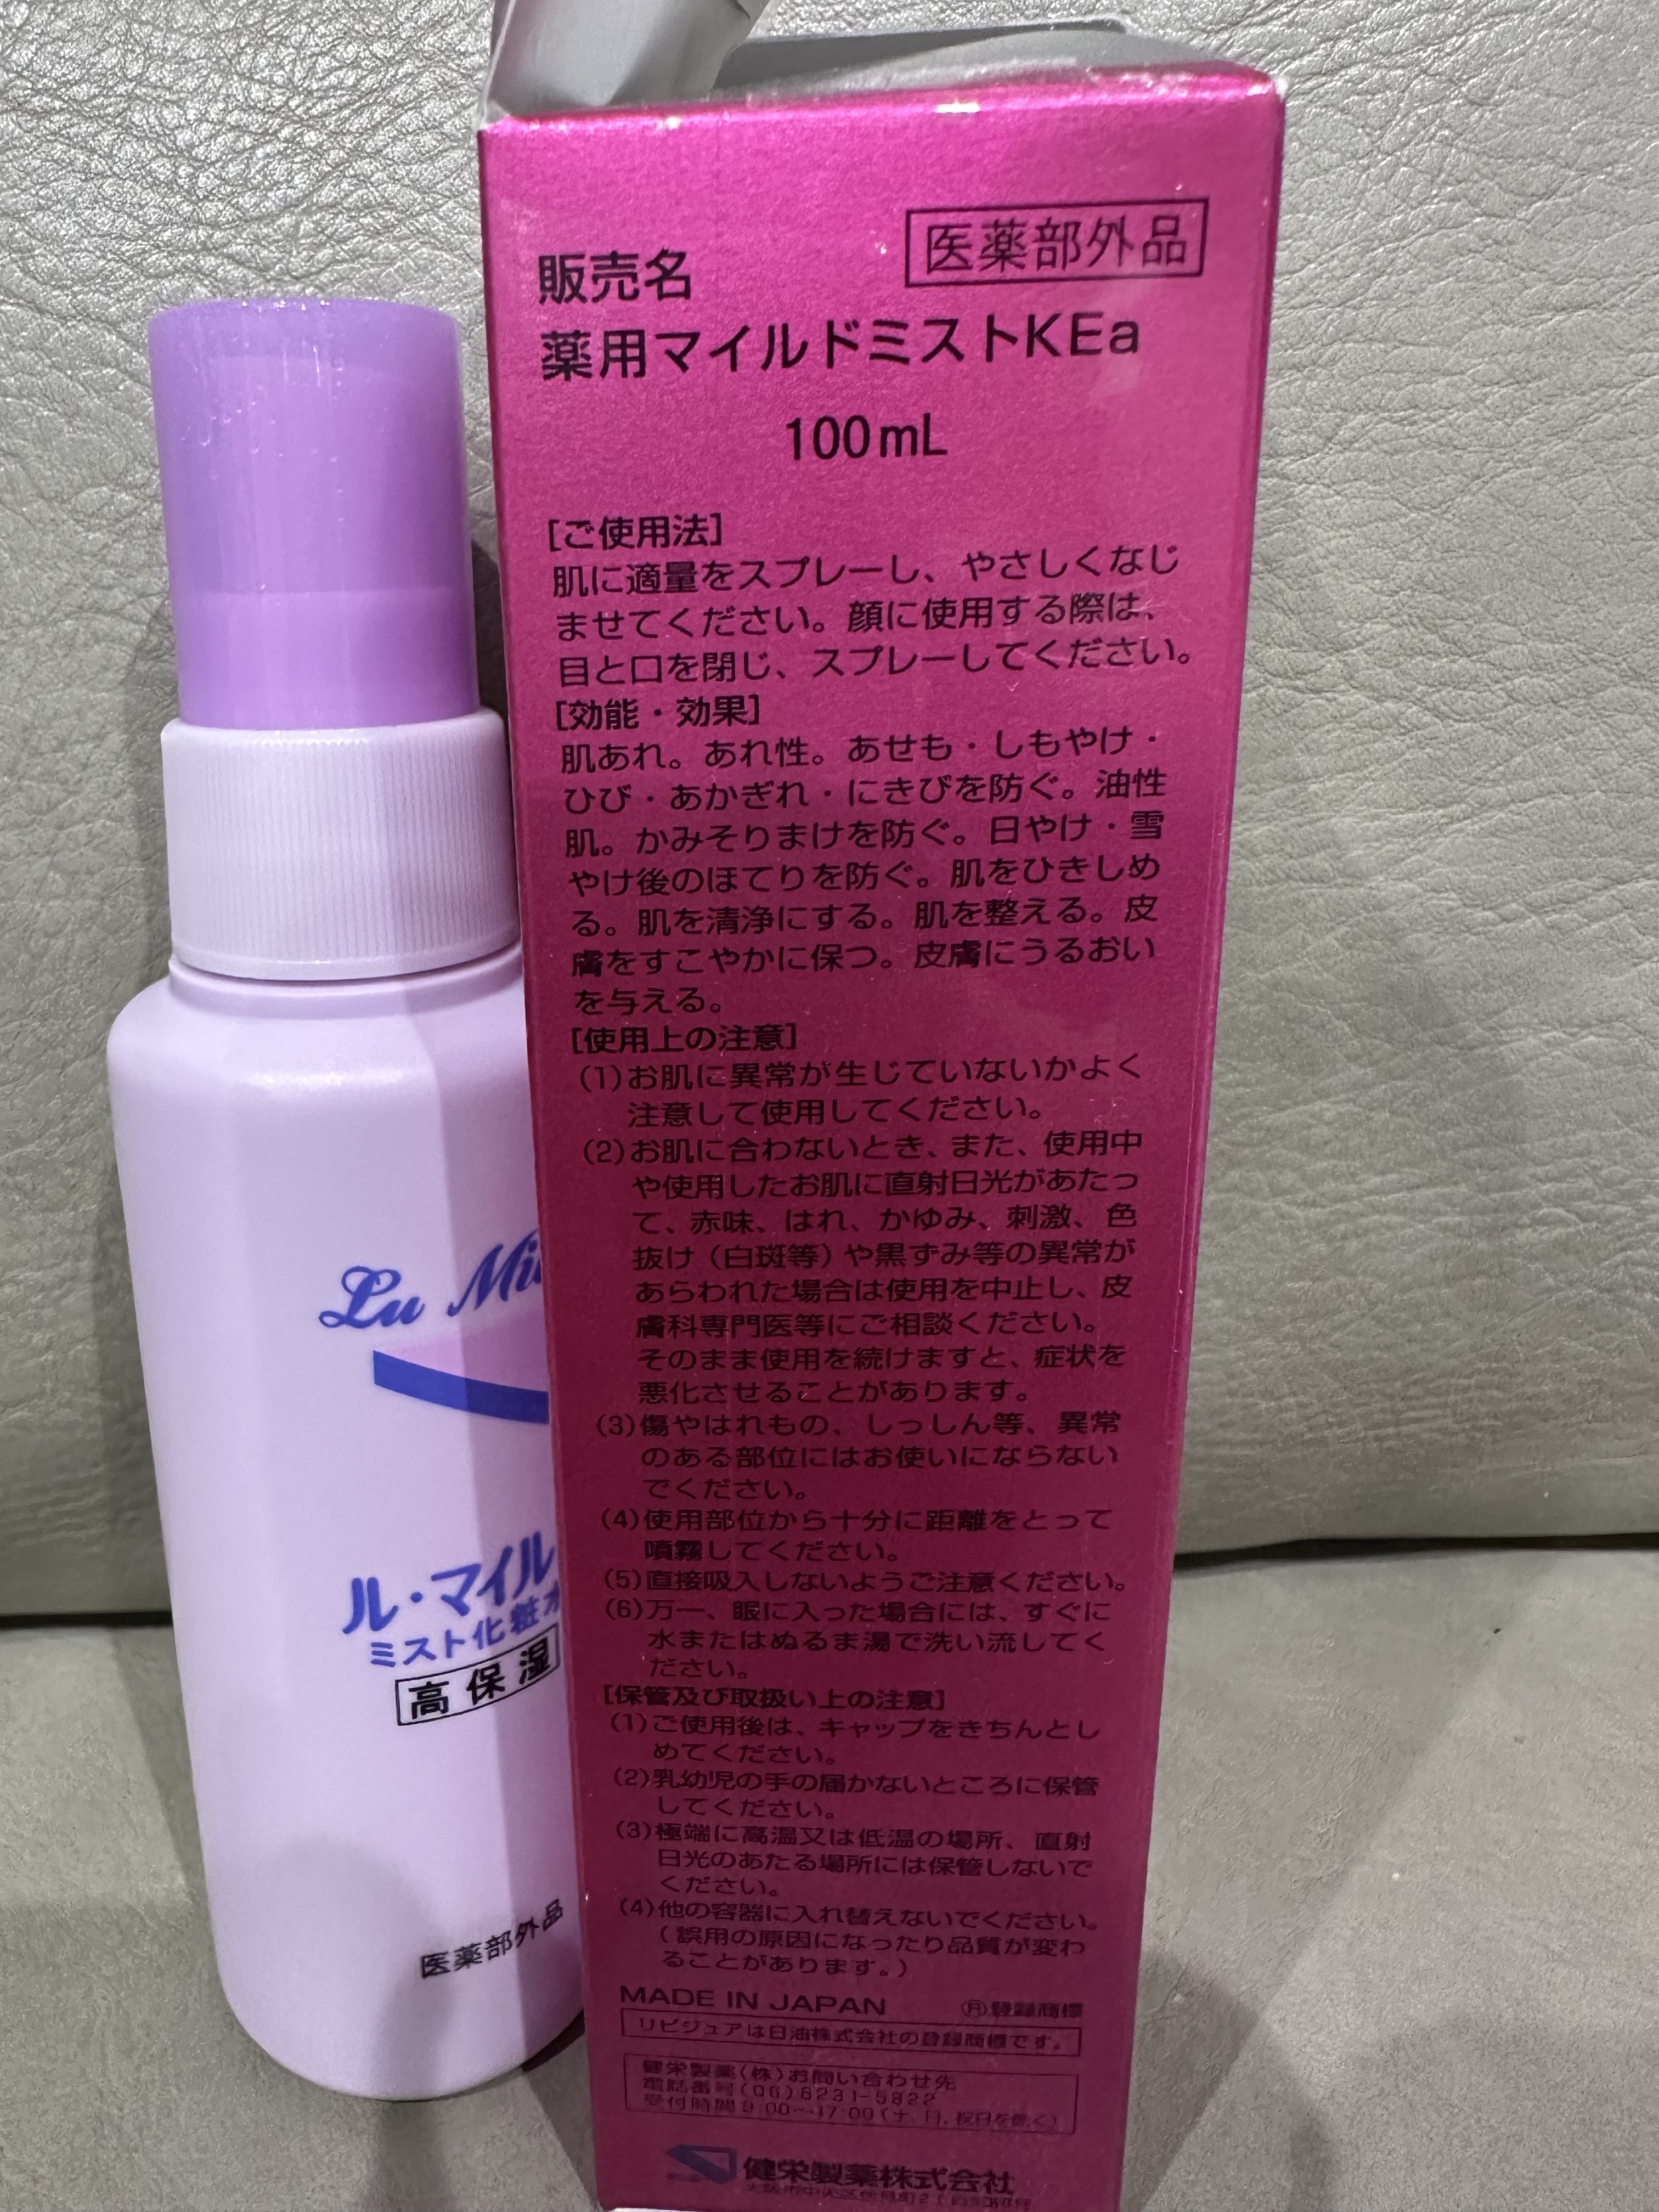 医薬部外品
販売名
薬用マイルドミストKEa
100mL
[ご使用法]
肌に適量をスプレーし、やさしくなじ
ませてください。顔に使用する際は、
目と口を閉じ、スプレーしてください。
[効能・効果]
肌あれ。あれ性。あせも・しもやけ・
ひび・あかぎれ・にきびを防ぐ。油性
肌。かみそりまけを防ぐ。日やけ・雪
やけ後のほてりを防ぐ。肌をひきしめ
る。肌を清浄にする。肌を整える。皮
膚をすこやかに保つ。皮膚にうるおい
を与える。
[使用上の注意]
(1)お肌に異常が生じていないかよく
注意して使用してください。
(2)お肌に合わないとき、また、使用中
や使用したお肌に直射日光があたっ
て、赤味、はれ、かゆみ、刺激、色
抜け（白斑等）や黒ずみ等の異常が
あらわれた場合は使用を中止し、皮
膚科専門医等にご相談ください。
そのまま使用を続けますと、症状を
悪化させることがあります。
(3)傷やはれもの、しっしん等、異常
のある部位にはお使いにならない
でください。
(4)使用部位から十分に距離をとって
噴霧してください。
(5)直接吸入しないようご注意ください。
(6)万一、眼に入った場合には、すぐに
水またはぬるま湯で洗い流してく
ださい。
[保管及び取扱い上の注意]
(1)ご使用後は、キャップをきちんとし
めてください。
(2)乳幼児の手の届かないところに保管
してください。
(3)極端に高温又は低温の場所、直射
日光のあたる場所には保管しないで
ください。
(4)他の容器に入れ替えないでください。
（誤用の原因になったり品質が変わ
ることがあります。）
MADE IN JAPAN Ⓡ登録商標
リピジュアは日油株式会社の登録商標です。
健栄製薬(株)お問い合わせ先
電話番号(06)6231-5822
受付時間9:00〜17:00(土、日、祝日を除く)
健栄製薬株式会社
Lu Mil
ル・マイル
ミスト化粧水
高保湿
医薬部外品